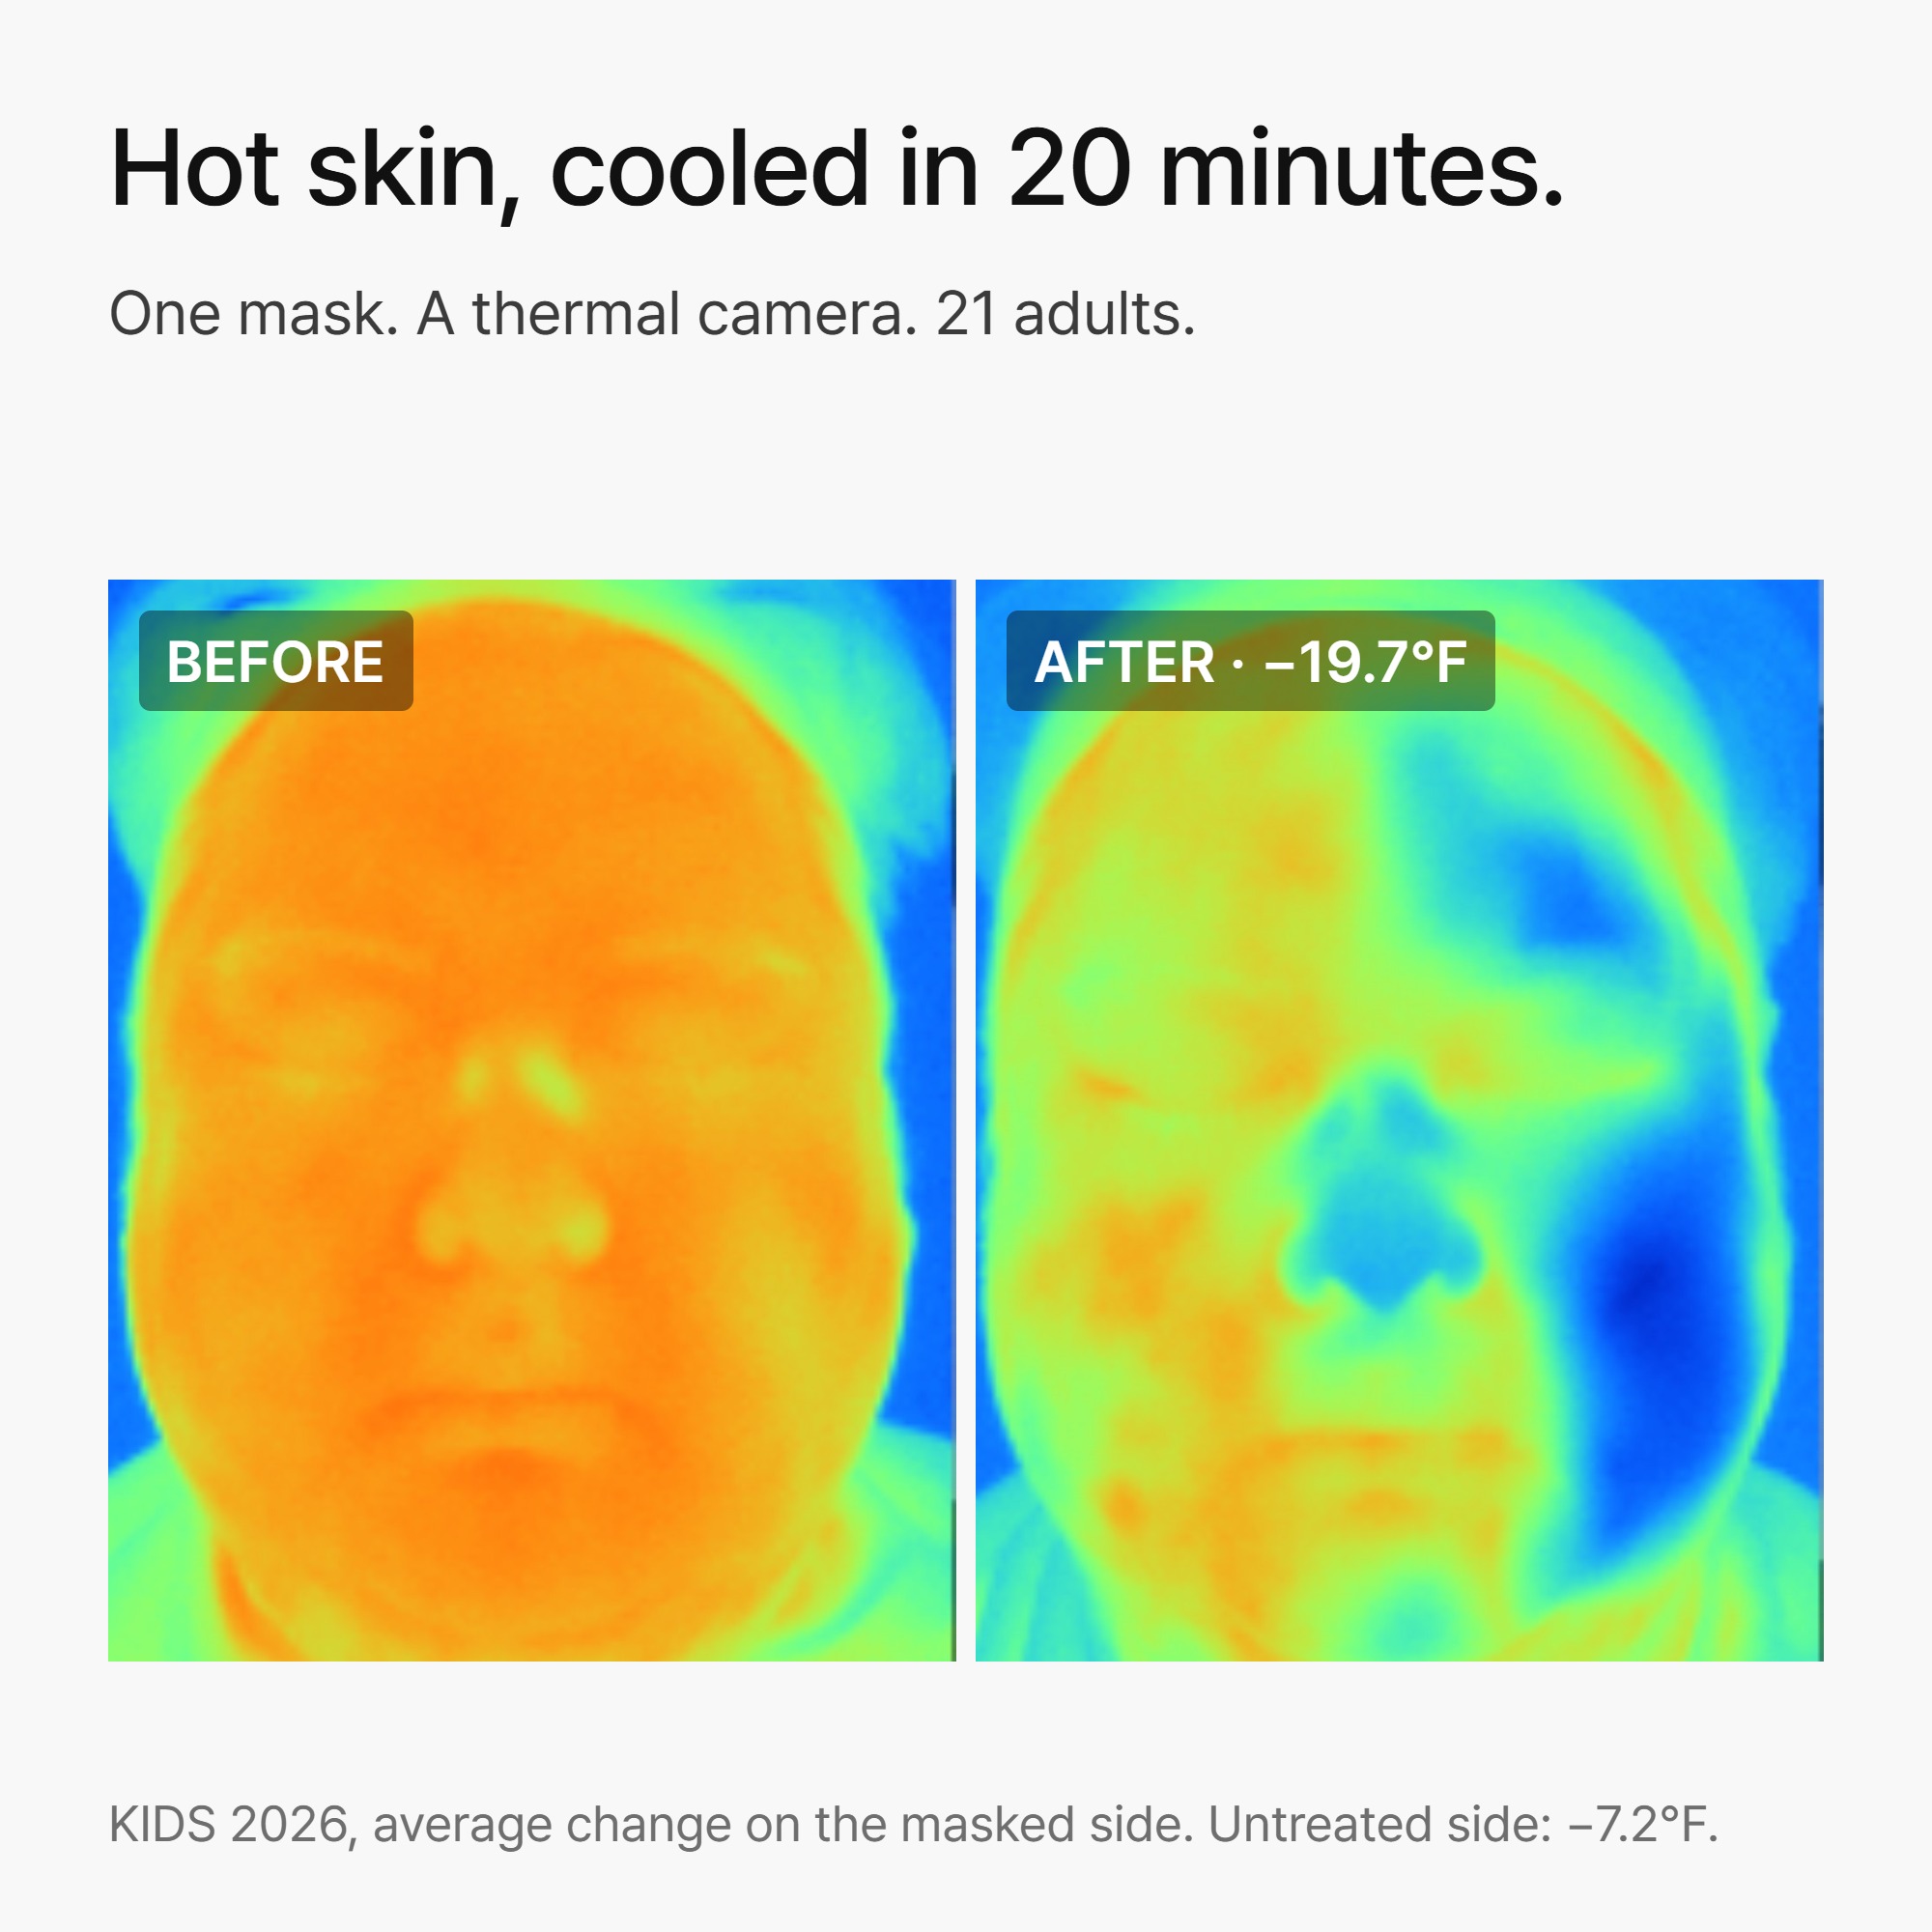 Hot skin, cooled in 20 minutes.
One mask. A thermal camera. 21 adults.
BEFORE
AFTER · −19.7°F
KIDS 2026, average change on the masked side. Untreated side: −7.2°F.